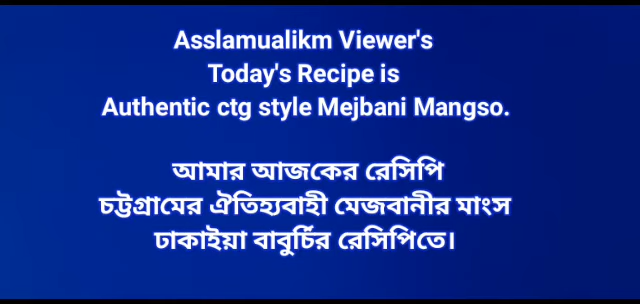 Asslamualikm Viewer's
Today's Recipe is
Authentic ctg style Mejbani Mangso.
আমার আজকের রেসিপি
চট্টগ্রামের ঐতিহ্যবাহী মেজবানীর মাংস
ঢাকাইয়া বাবুর্চির রেসিপিতে।